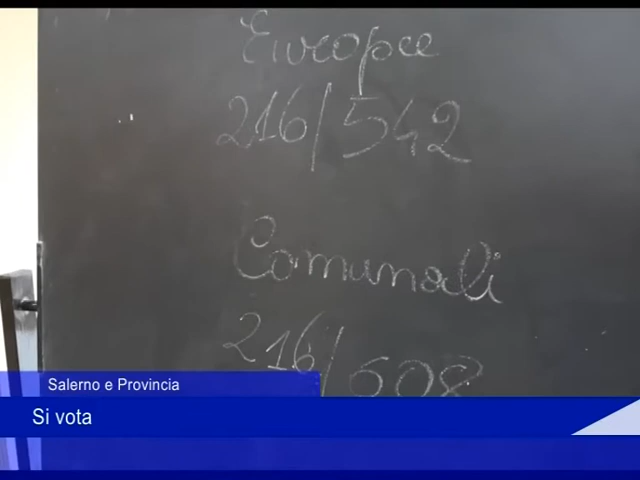 Europee
216/542
Comunali
216/608
Salerno e Provincia
Si vota